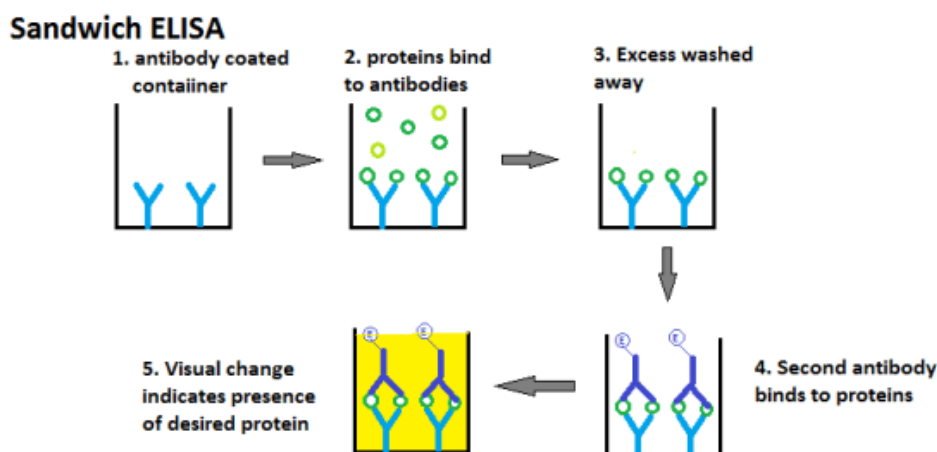 Sandwich ELISA
1. antibody coated
contaiiner
2. proteins bind
to antibodies
3. Excess washed
away
E
E
4. Second antibody
binds to proteins
E
E
5. Visual change
indicates presence
of desired protein